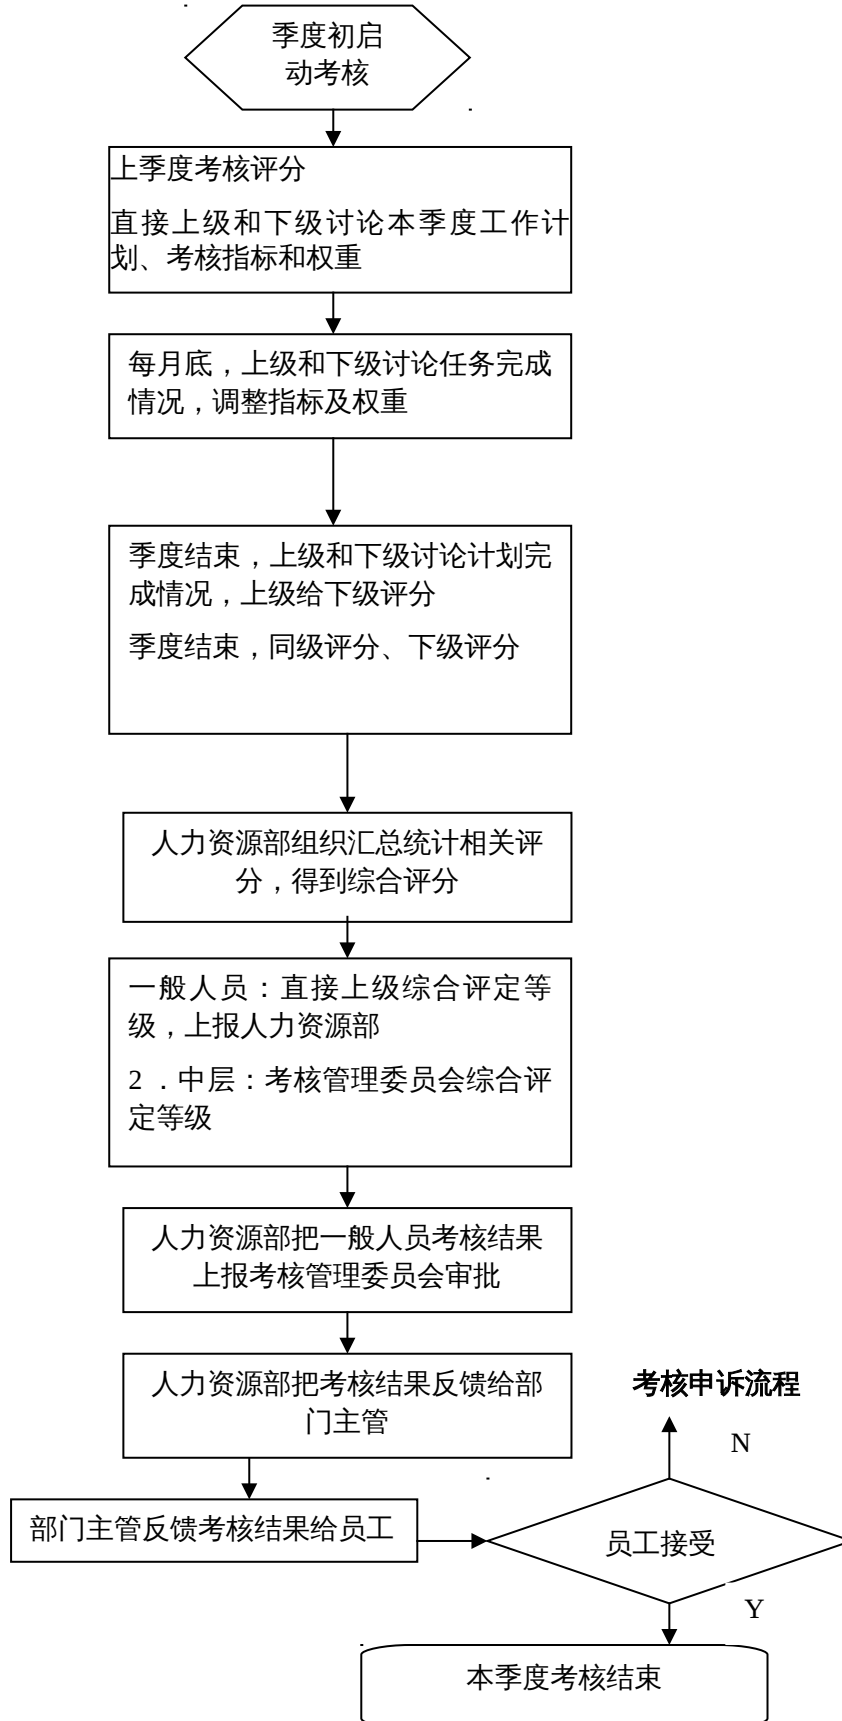 季度初启
动考核
上季度考核评分
直接上级和下级讨论本季度工作计
划、考核指标和权重
每月底，上级和下级讨论任务完成
情况，调整指标及权重
季度结束，上级和下级讨论计划完
成情况，上级给下级评分
季度结束，同级评分、下级评分
人力资源部组织汇总统计相关评
分，得到综合评分
一般人员：直接上级综合评定等
级，上报人力资源部
2 ．中层：考核管理委员会综合评
定等级
人力资源部把一般人员考核结果
上报考核管理委员会审批
人力资源部把考核结果反馈给部
门主管
考核申诉流程
N
部门主管反馈考核结果给员工
员工接受
Y
本季度考核结束